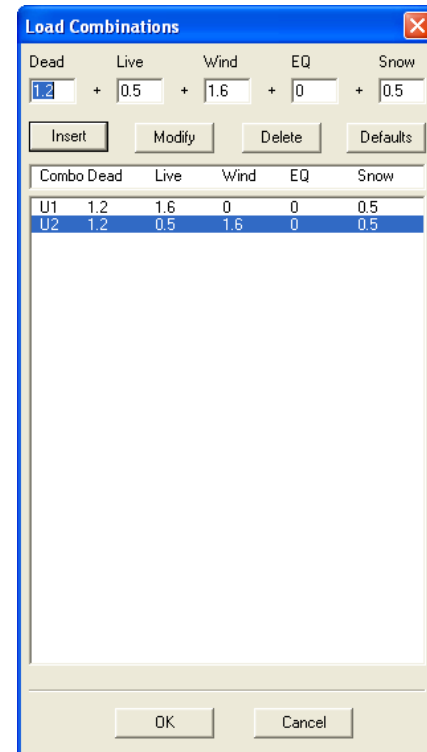 Load Combinations
Dead Live Wind EQ Snow
1.2 + 0.5 + 1.6 + 0 + 0.5
Insert Modify Delete Defaults
Combo Dead Live Wind EQ Snow
U1 1.2 1.6 0 0 0.5
U2 1.2 0.5 1.6 0 0.5
OK Cancel